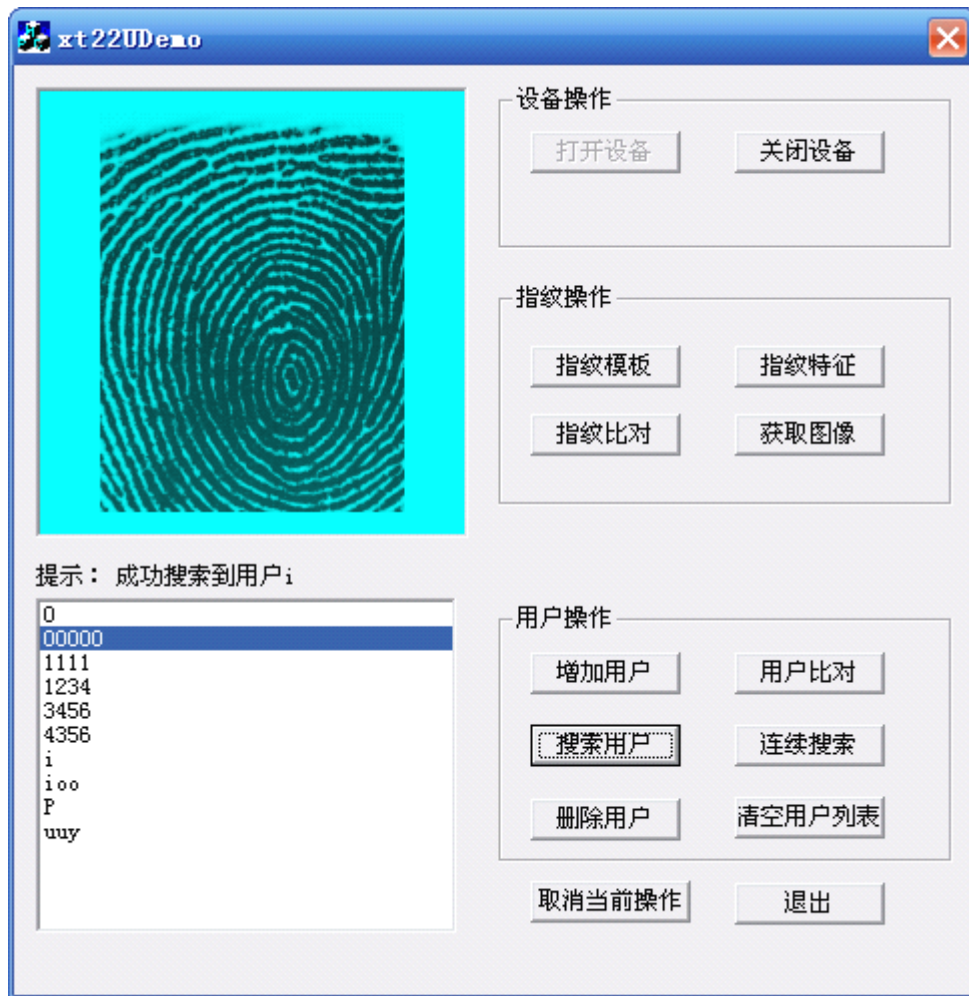 xt22UDemo
设备操作
打开设备 关闭设备
指纹操作
指纹模板 指纹特征
指纹比对 获取图像
提示： 成功搜索到用户i
0
00000
1111
1234
3456
4356
i
ioo
P
uuy
用户操作
增加用户 用户比对
搜索用户 连续搜索
删除用户 清空用户列表
取消当前操作 退出